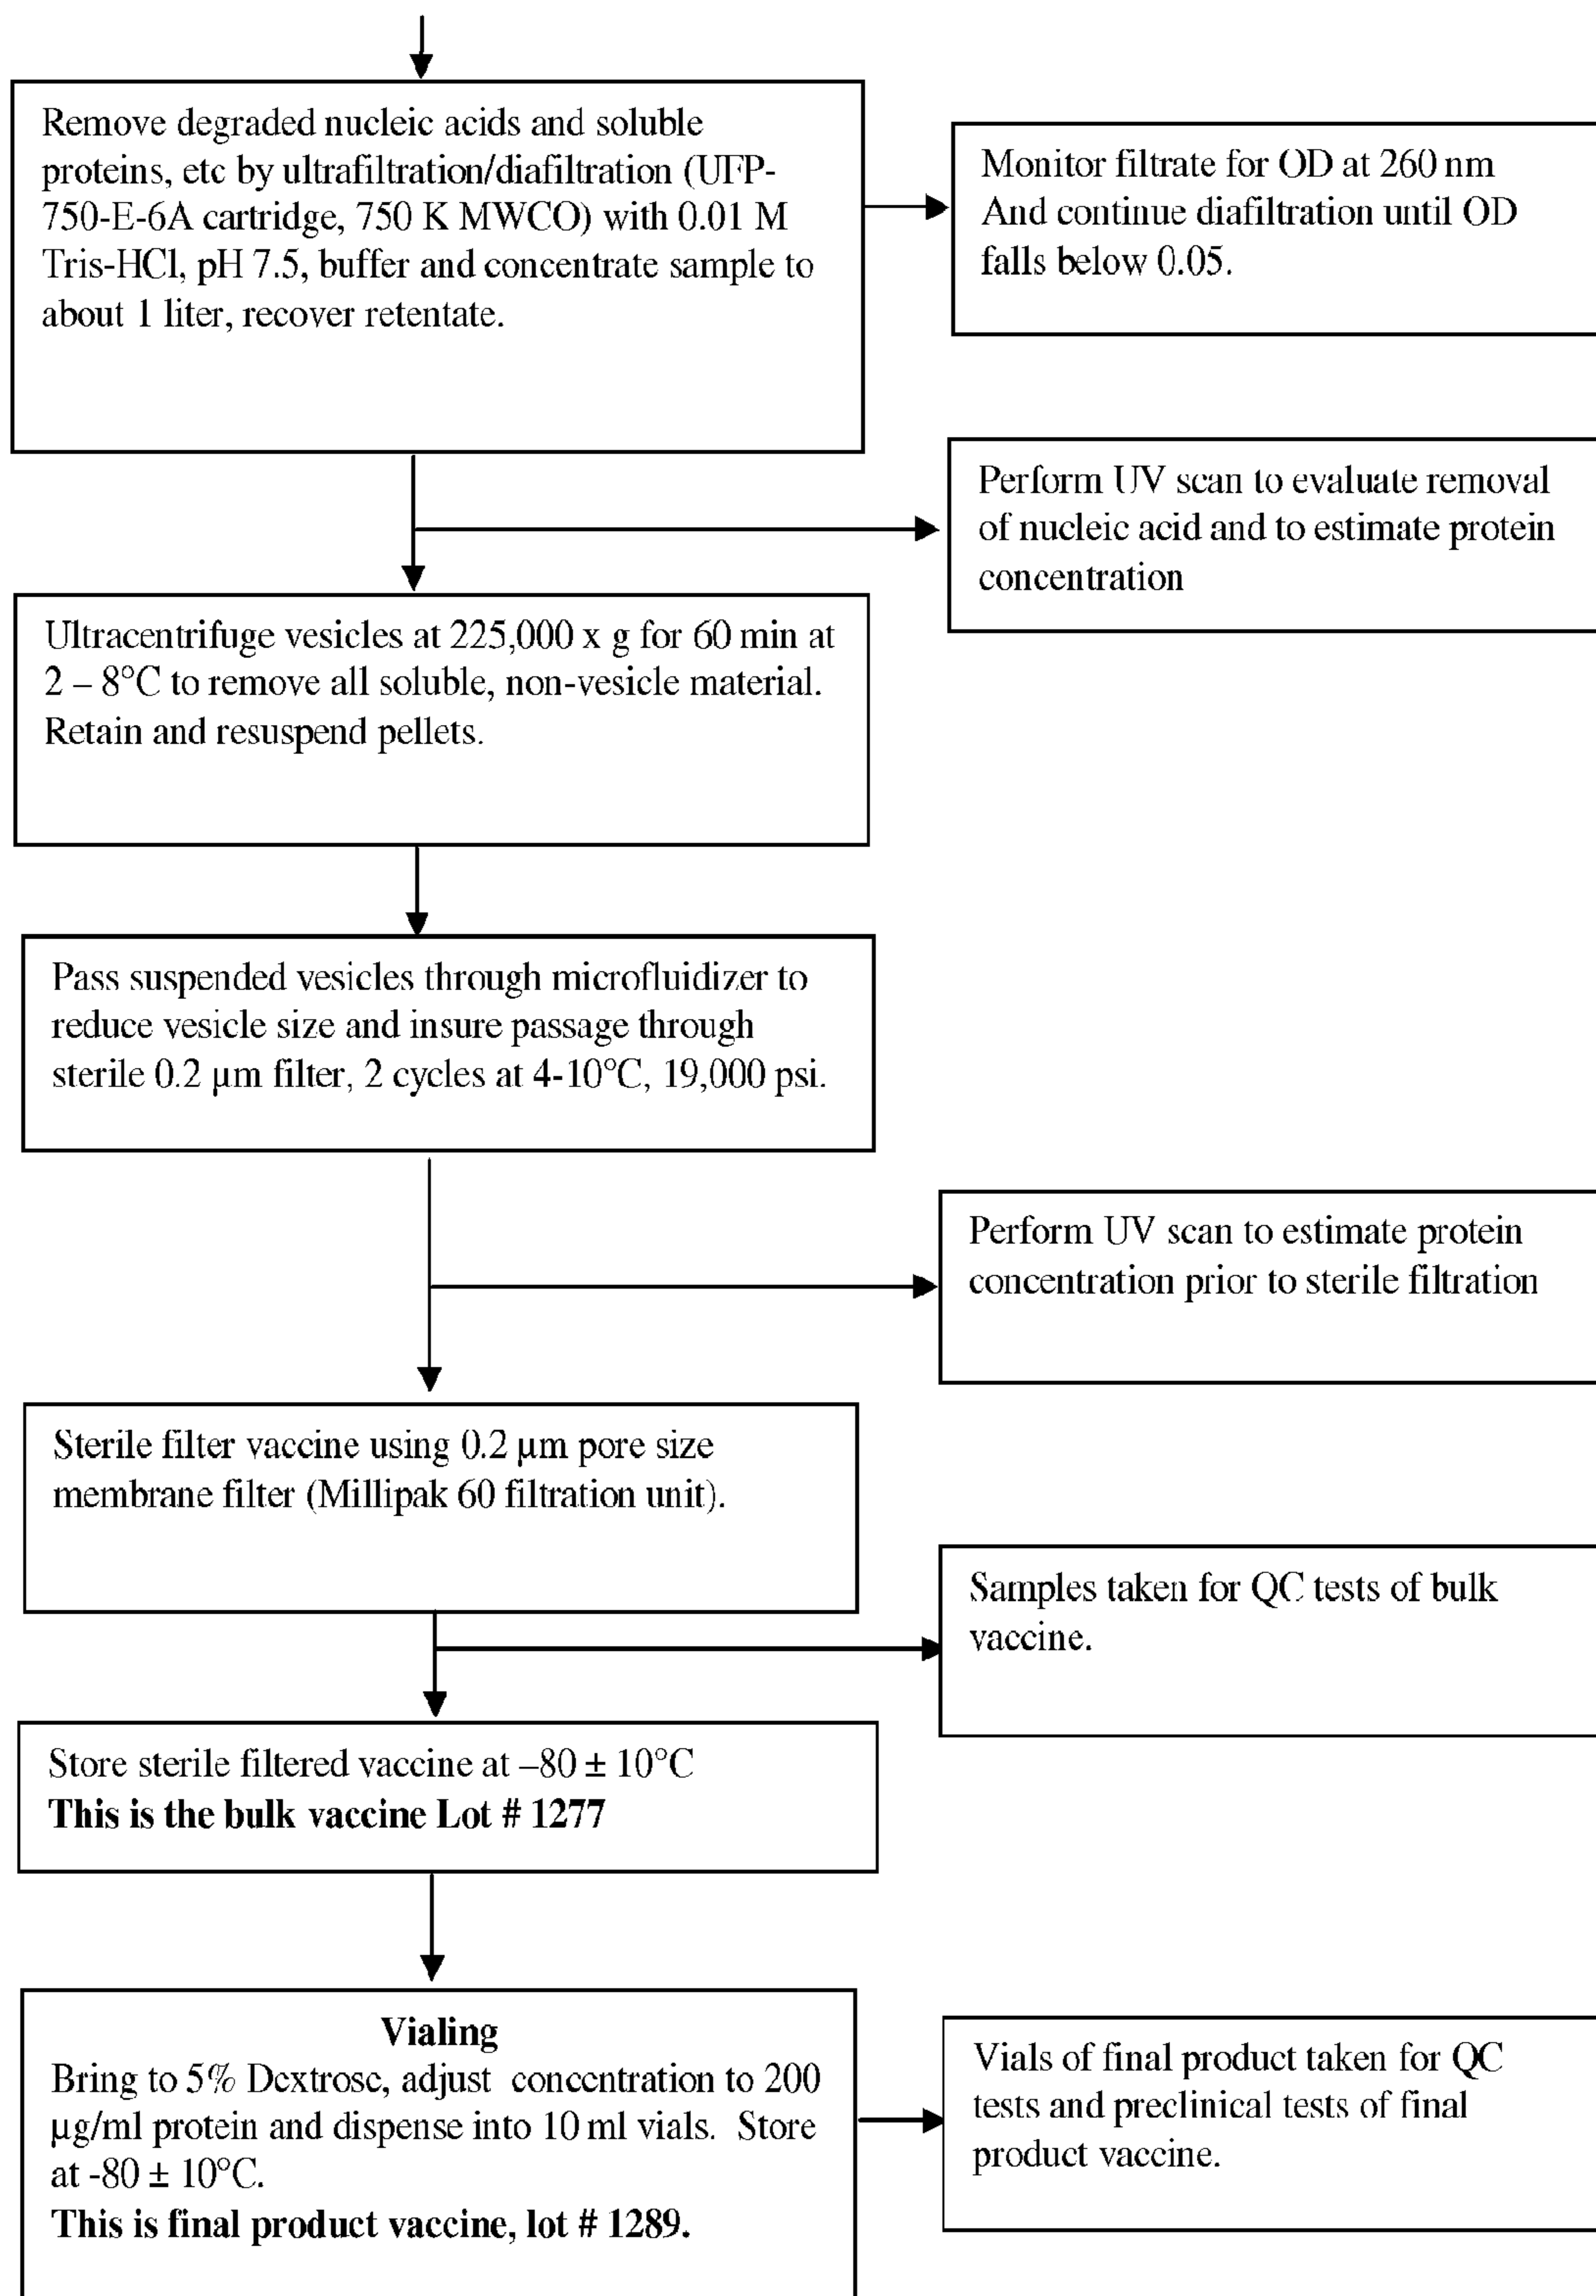 Remove degraded nucleic acids and soluble
proteins, etc by ultrafiltration/diafiltration (UFP-
750-E-6A cartridge, 750 K MWCO) with 0.01 M
Tris-HCl, pH 7.5, buffer and concentrate sample to
about 1 liter, recover retentate.
Monitor filtrate for OD at 260 nm
And continue diafiltration until OD
falls below 0.05.
Perform UV scan to evaluate removal
of nucleic acid and to estimate protein
concentration
Ultracentrifuge vesicles at 225,000 x g for 60 min at
2 – 8°C to remove all soluble, non-vesicle material.
Retain and resuspend pellets.
Pass suspended vesicles through microfluidizer to
reduce vesicle size and insure passage through
sterile 0.2 µm filter, 2 cycles at 4-10°C, 19,000 psi.
Perform UV scan to estimate protein
concentration prior to sterile filtration
Sterile filter vaccine using 0.2 µm pore size
membrane filter (Millipak 60 filtration unit).
Samples taken for QC tests of bulk
vaccine.
Store sterile filtered vaccine at –80 ± 10°C
This is the bulk vaccine Lot # 1277
Vialing
Bring to 5% Dextrose, adjust concentration to 200
µg/ml protein and dispense into 10 ml vials. Store
at -80 ± 10°C.
This is final product vaccine, lot # 1289.
Vials of final product taken for QC
tests and preclinical tests of final
product vaccine.